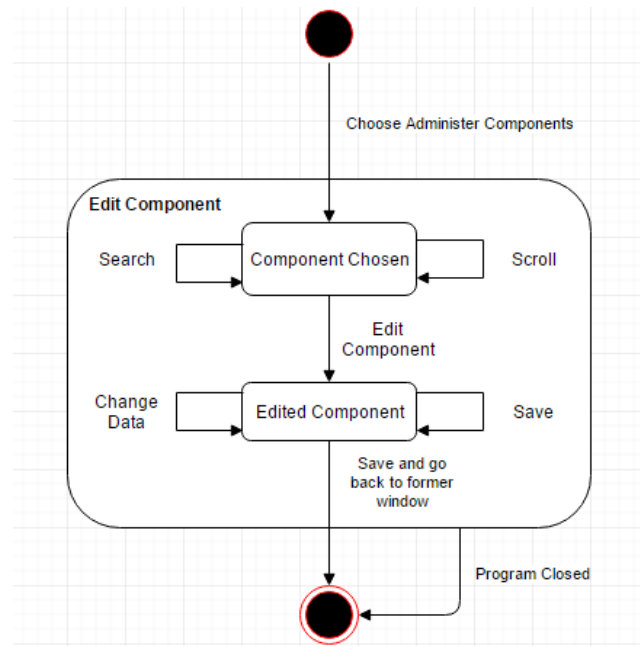 Choose Administer Components
Edit Component
Search
Component Chosen
Scroll
Edit
Component
Change
Data
Edited Component
Save
Save and go
back to former
window
Program Closed